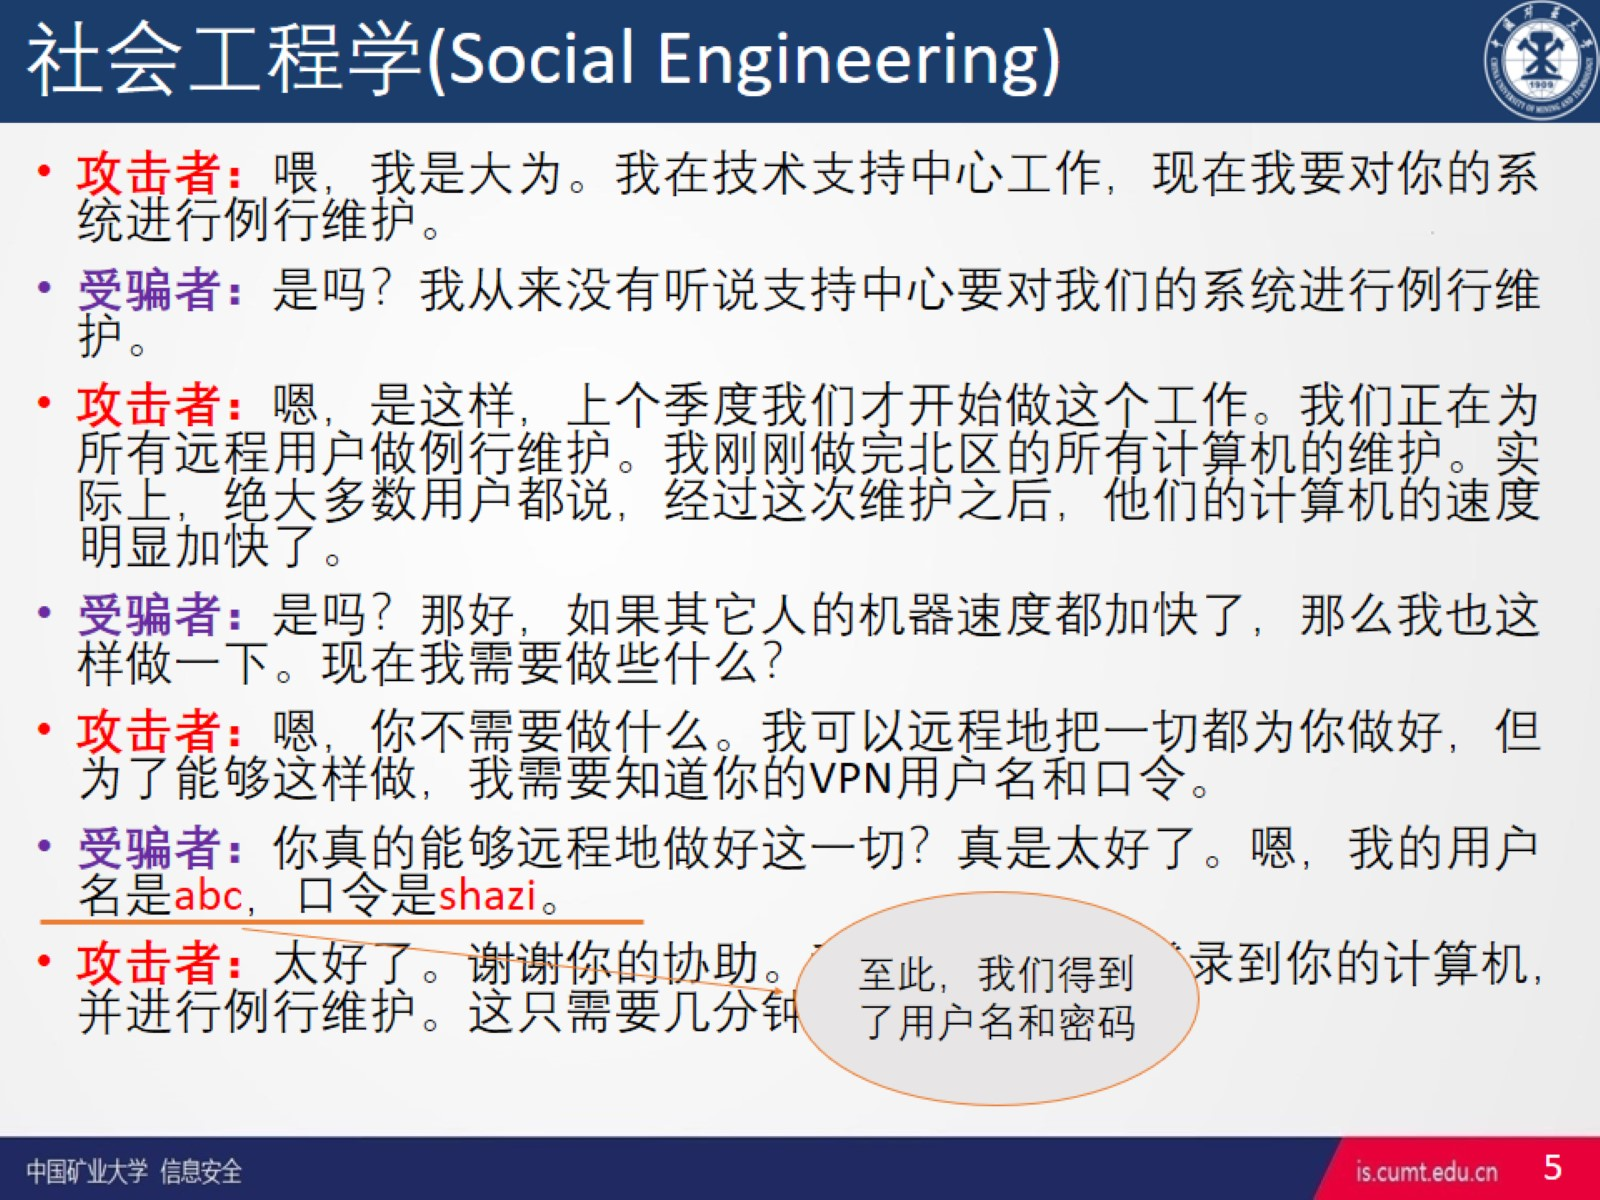 社会工程学(Social Engineering)
• 攻击者：喂，我是大为。我在技术支持中心工作，现在我要对你的系
统进行例行维护。
• 受骗者：是吗？我从来没有听说支持中心要对我们的系统进行例行维
护。
• 攻击者：嗯，是这样，上个季度我们才开始做这个工作。我们正在为
所有远程用户做例行维护。我刚刚做完北区的所有计算机的维护。实
际上，绝大多数用户都说，经过这次维护之后，他们的计算机的速度
明显加快了。
• 受骗者：是吗？那好，如果其它人的机器速度都加快了，那么我也这
样做一下。现在我需要做些什么？
• 攻击者：嗯，你不需要做什么。我可以远程地把一切都为你做好，但
为了能够这样做，我需要知道你的VPN用户名和口令。
• 受骗者：你真的能够远程地做好这一切？真是太好了。嗯，我的用户
名是abc，口令是shazi。
• 攻击者：太好了。谢谢你的协助。 录到你的计算机，
并进行例行维护。这只需要几分钟
至此，我们得到
了用户名和密码
中国矿业大学 信息安全
is.cumt.edu.cn 5